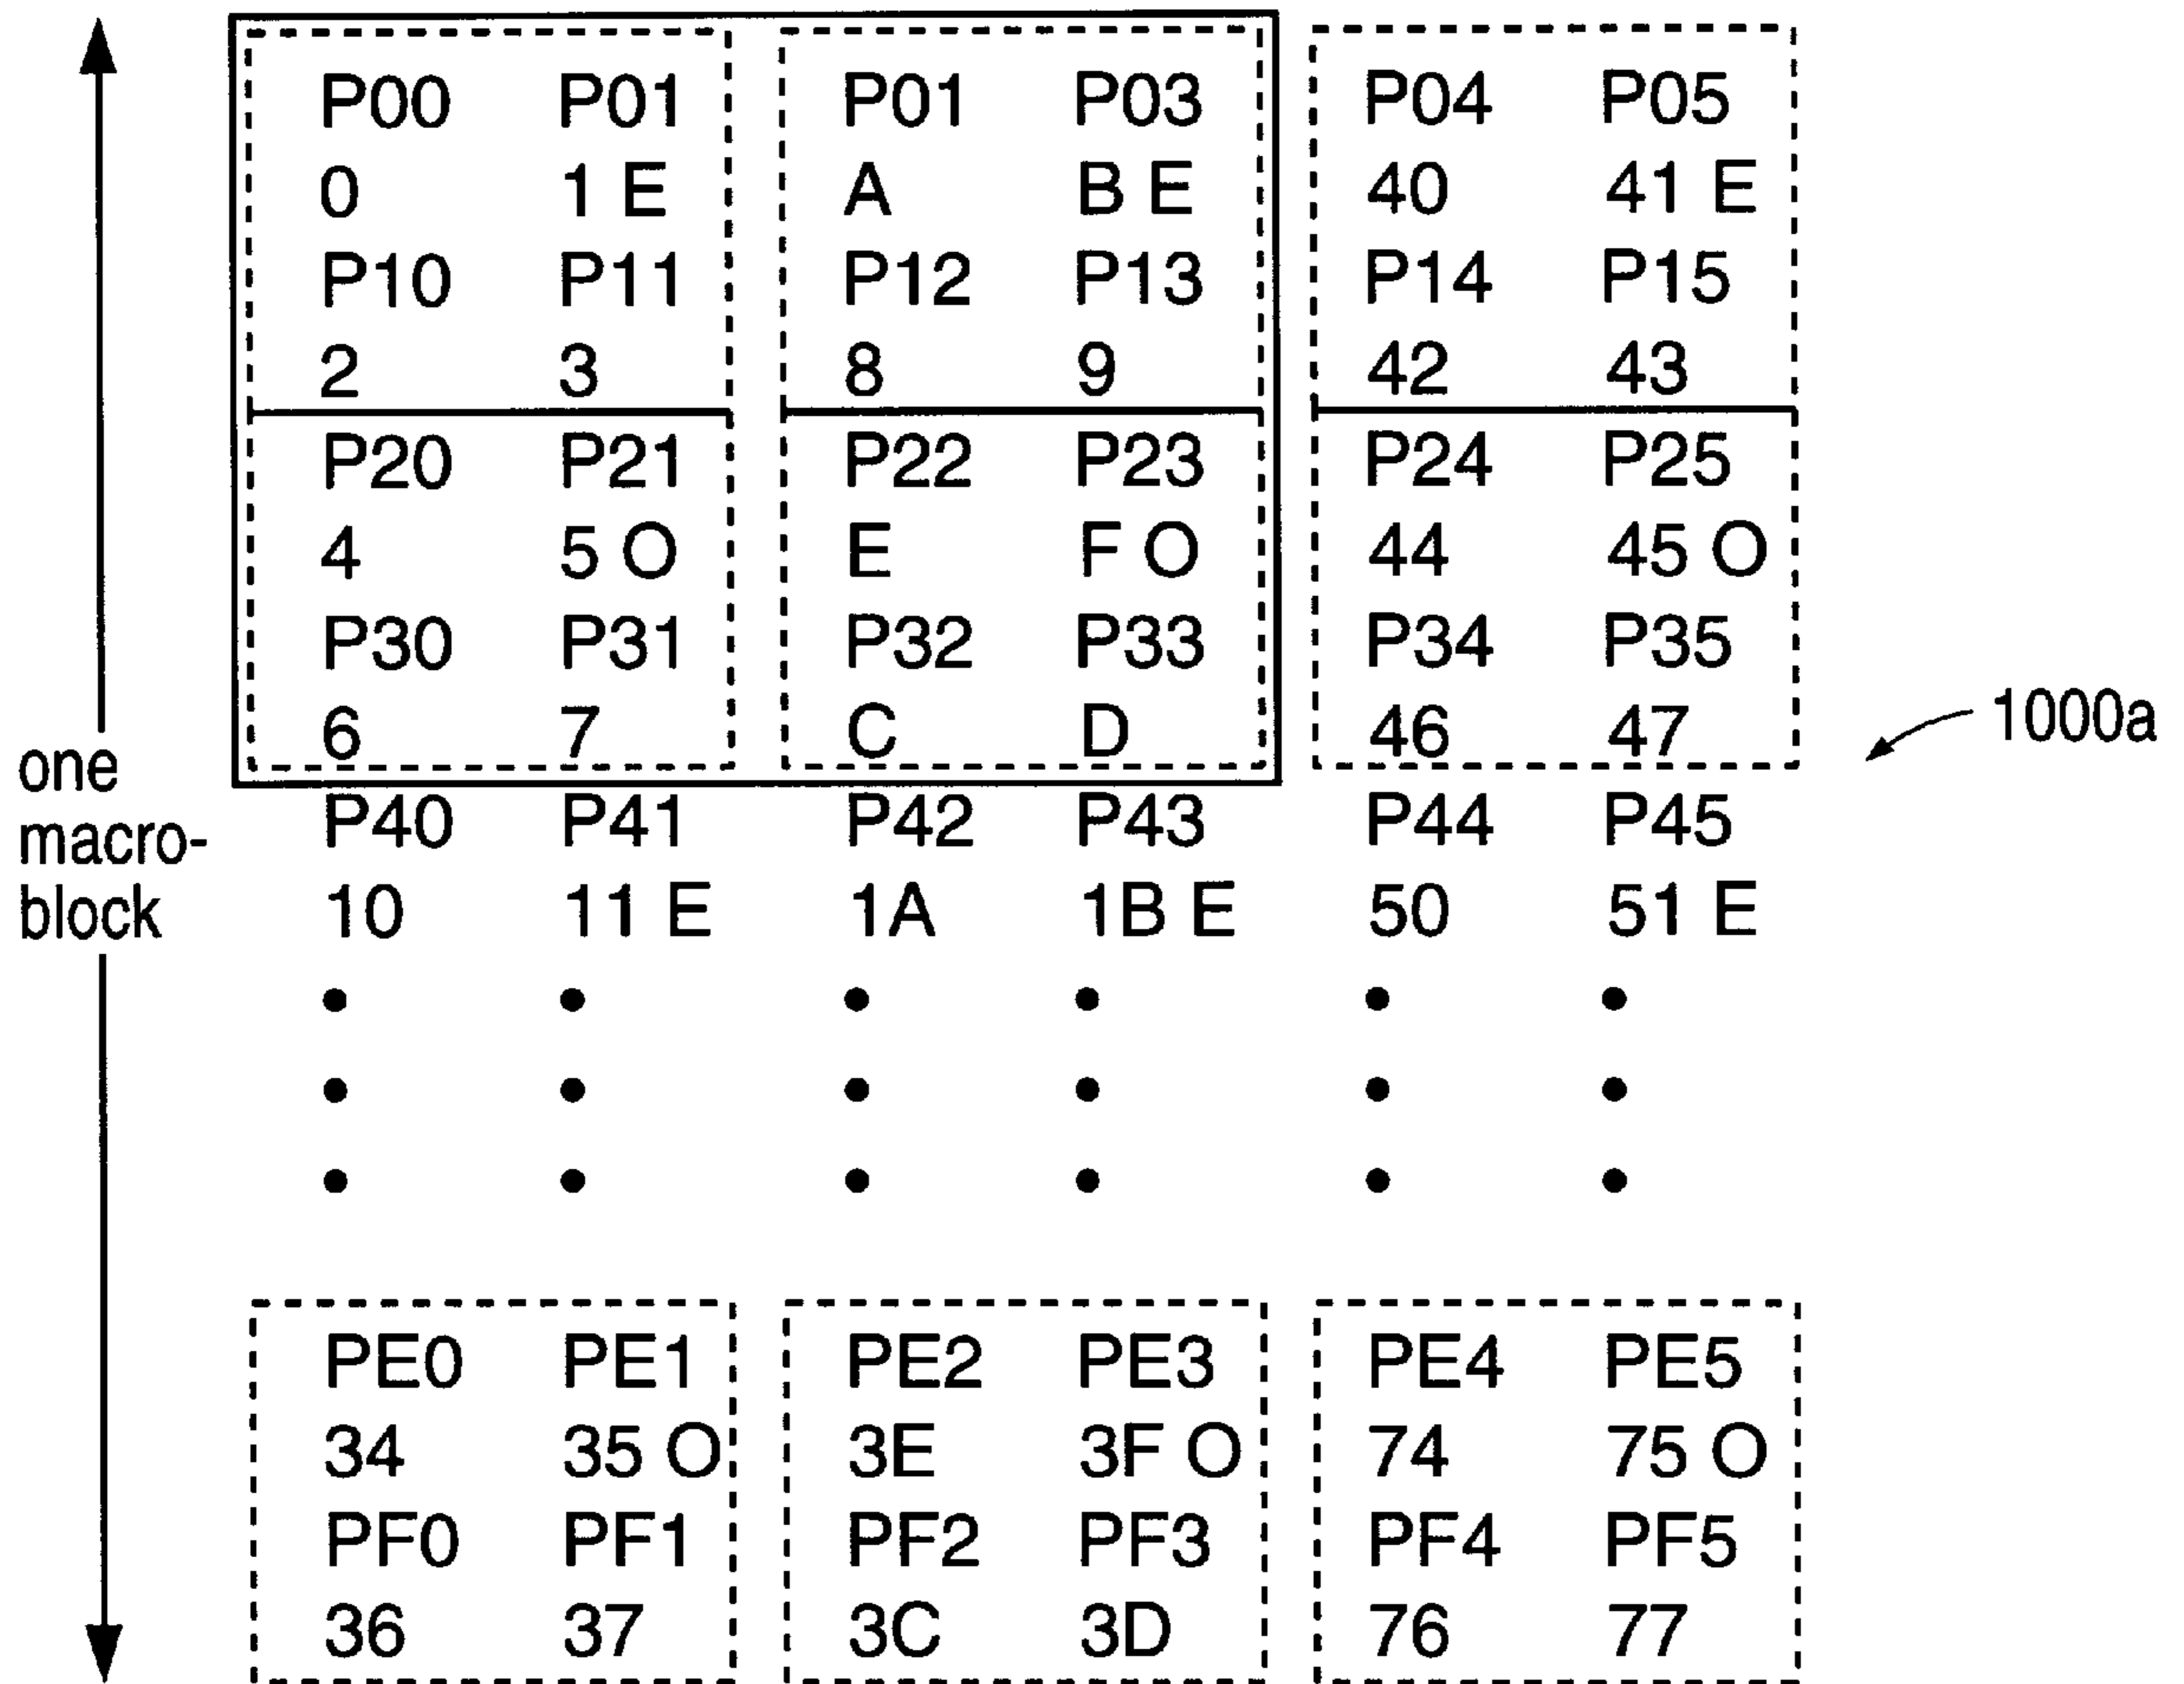 P00 P01 P01 P03 P04 P05
0 1 E A B E 40 41 E
P10 P11 P12 P13 P14 P15
2 3 8 9 42 43
P20 P21 P22 P23 P24 P25
4 5 O E F O 44 45 O
P30 P31 P32 P33 P34 P35
6 7 C D 46 47
1000a
one
macro-
block
P40 P41 P42 P43 P44 P45
10 11 E 1A 1B E 50 51 E
PE0 PE1 PE2 PE3 PE4 PE5
34 35 O 3E 3F O 74 75 O
PF0 PF1 PF2 PF3 PF4 PF5
36 37 3C 3D 76 77